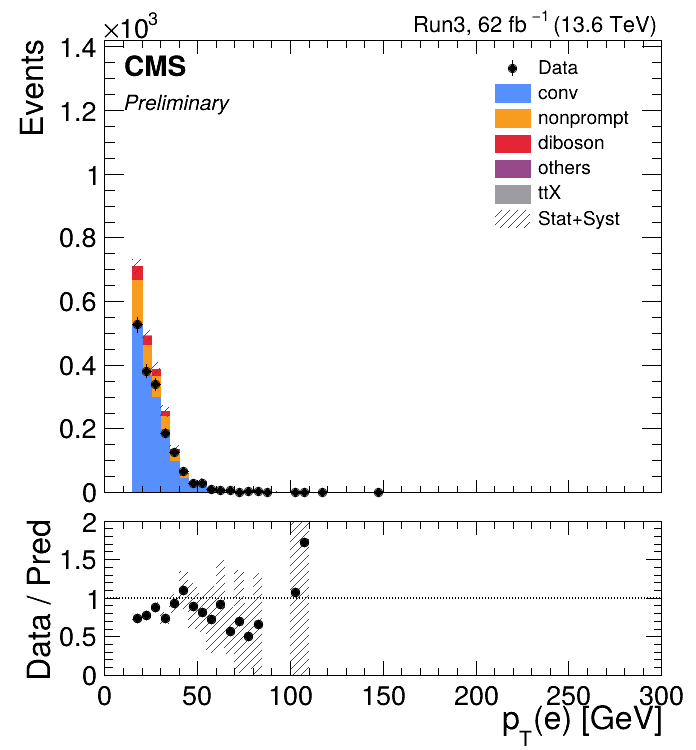 ×10³
Run3, 62 fb⁻¹ (13.6 TeV)
Events
1.4
1.2
1
0.8
0.6
0.4
0.2
0
CMS
Preliminary
Data
conv
nonprompt
diboson
others
ttX
Stat+Syst
Data / Pred
2
1.5
1
0.5
0
0 50 100 150 200 250 300
p_T(e) [GeV]